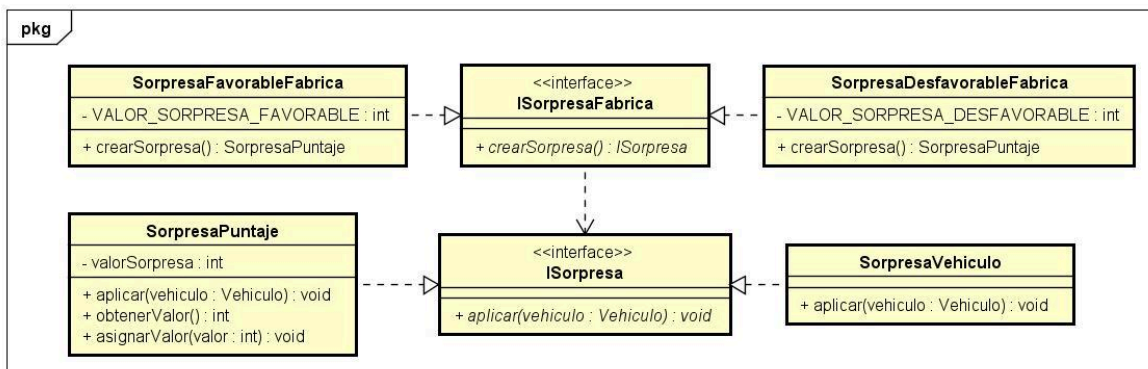 pkg
SorpresaFavorableFabrica
- VALOR_SORPRESA_FAVORABLE : int
+ crearSorpresa() : SorpresaPuntaje
<<interface>>
ISorpresaFabrica
+ crearSorpresa() : ISorpresa
SorpresaDesfavorableFabrica
- VALOR_SORPRESA_DESFAVORABLE : int
+ crearSorpresa() : SorpresaPuntaje
SorpresaPuntaje
- valorSorpresa : int
+ aplicar(vehiculo : Vehiculo) : void
+ obtenerValor() : int
+ asignarValor(valor : int) : void
<<interface>>
ISorpresa
+ aplicar(vehiculo : Vehiculo) : void
SorpresaVehiculo
+ aplicar(vehiculo : Vehiculo) : void